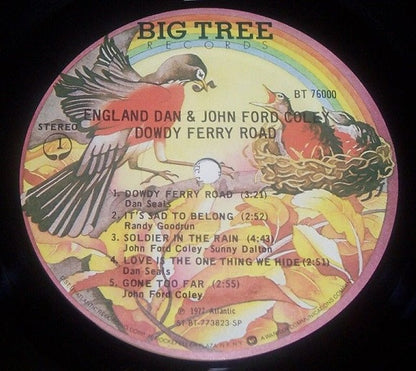 BIG TREE
RECORDS
BT 76000
ENGLAND DAN & JOHN FORD COLEY
DOWDY FERRY ROAD
STEREO
1
1. DOWDY FERRY ROAD (3:21)
Dan Seals
2. IT'S SAD TO BELONG (2:52)
Randy Goodrun
3. SOLDIER IN THE RAIN (4:43)
John Ford Coley - Sunny Dalton
4. LOVE IS THE ONE THING WE HIDE (2:51)
Dan Seals
5. GONE TOO FAR (2:55)
John Ford Coley
℗ 1977 Atlantic
ST-BT-773823-SP